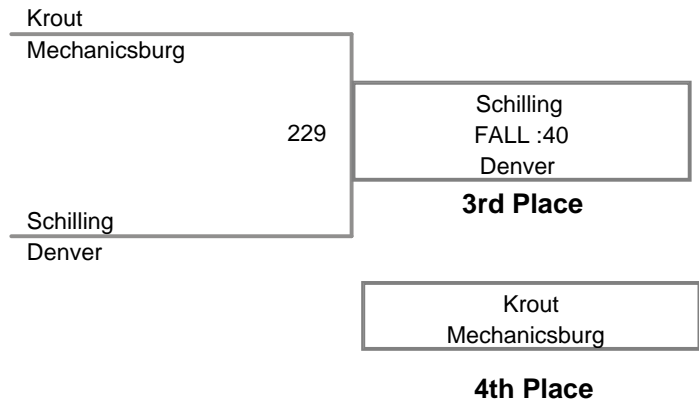 Krout
Mechanicsburg
229
Schilling
FALL :40
Denver
3rd Place
Schilling
Denver
Krout
Mechanicsburg
4th Place